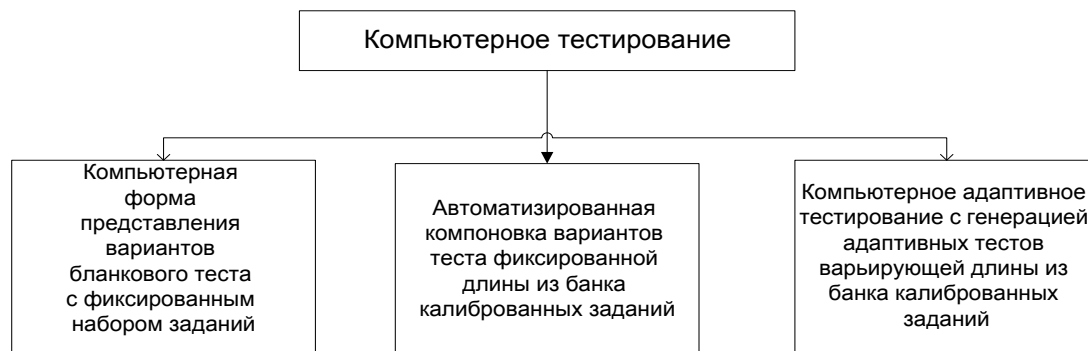 Компьютерное тестирование
Компьютерная
форма
представления
вариантов
бланкового теста
с фиксированным
набором заданий
Автоматизированная
компоновка вариантов
теста фиксированной
длины из банка
калиброванных заданий
Компьютерное адаптивное
тестирование с генерацией
адаптивных тестов
варьирующей длины из
банка калиброванных
заданий